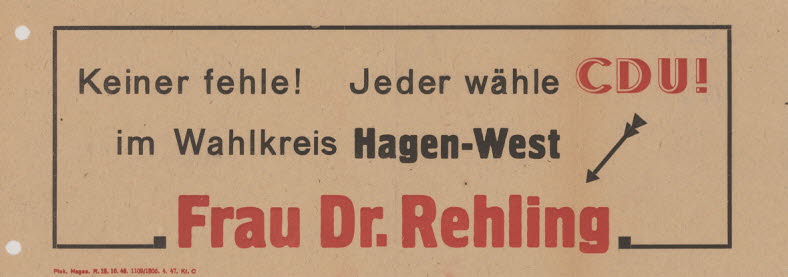 Keiner fehle! Jeder wähle CDU!
im Wahlkreis Hagen-West
Frau Dr. Rehling